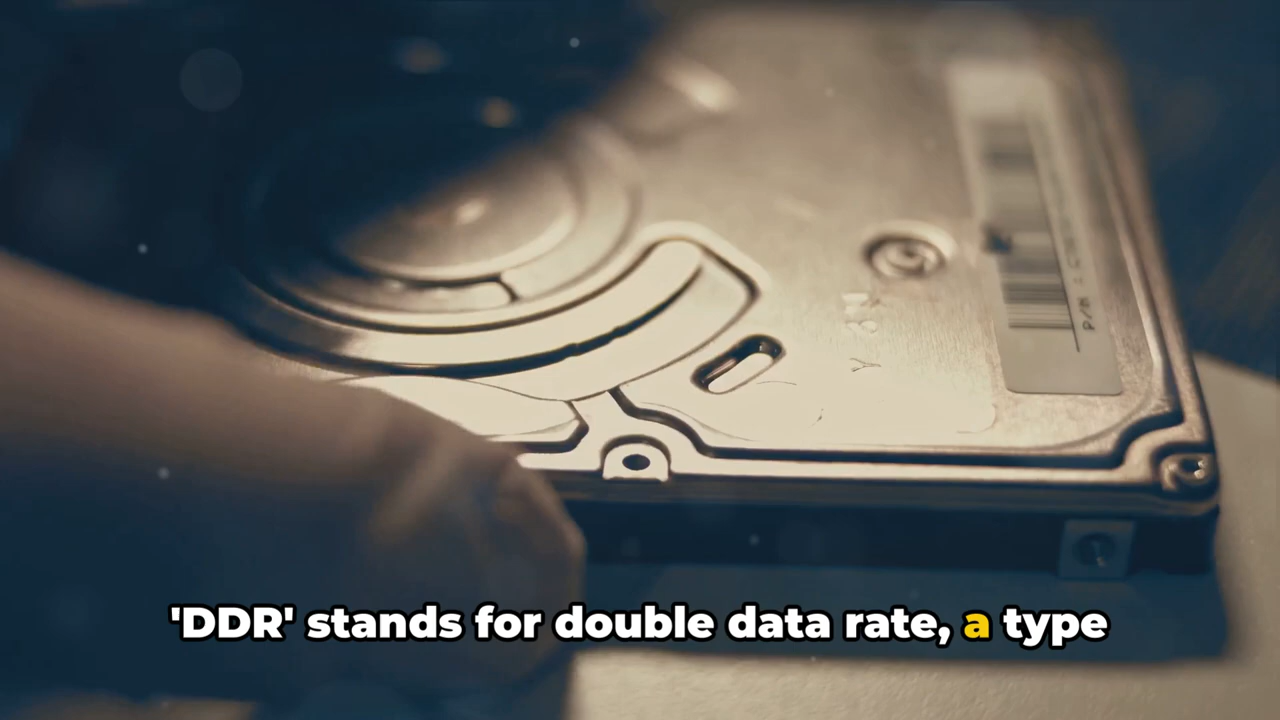 P/N :
'DDR' stands for double data rate, a type